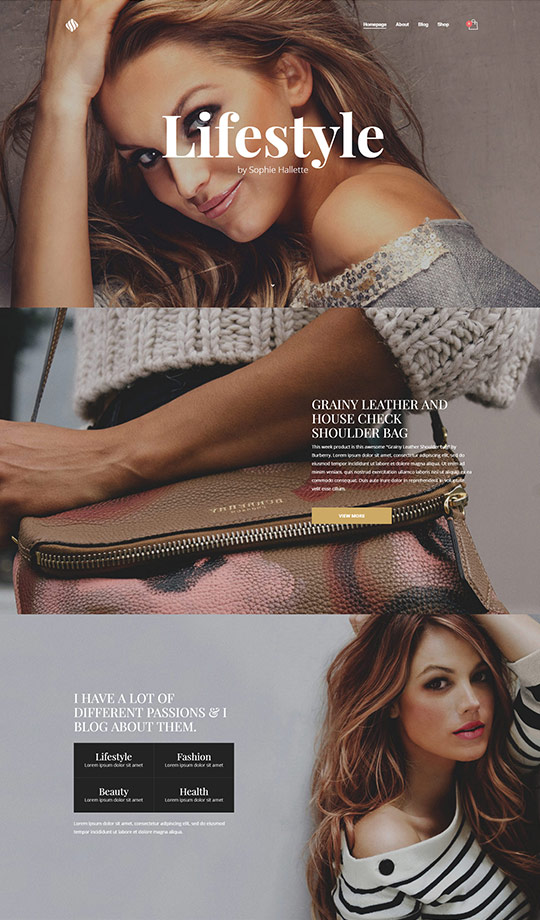 Homepage About Blog Shop
Lifestyle
by Sophie Hallette
GRAINY LEATHER AND
HOUSE CHECK
SHOULDER BAG
This week product is this awesome "Grainy Leather Shoulder bag" by
Burberry. Lorem ipsum dolor sit amet, consectetur adipiscing elit, sed do
eiusmod tempor incididunt ut labore et dolore magna aliqua. Ut enim ad
minim veniam, quis nostrud exercitation ullamco laboris nisi ut aliquip ex ea
commodo consequat. Duis aute irure dolor in reprehenderit in voluptate
velit esse cillum.
BURBERRY
VIEW MORE
I HAVE A LOT OF
DIFFERENT PASSIONS & I
BLOG ABOUT THEM.
Lifestyle Fashion
Lorem ipsum dolor sit amet Lorem ipsum dolor sit amet
Beauty Health
Lorem ipsum dolor sit amet Lorem ipsum dolor sit amet
Lorem ipsum dolor sit amet, consectetur adipiscing elit, sed do
eiusmod tempor incididunt ut labore et dolore
magna aliqua.